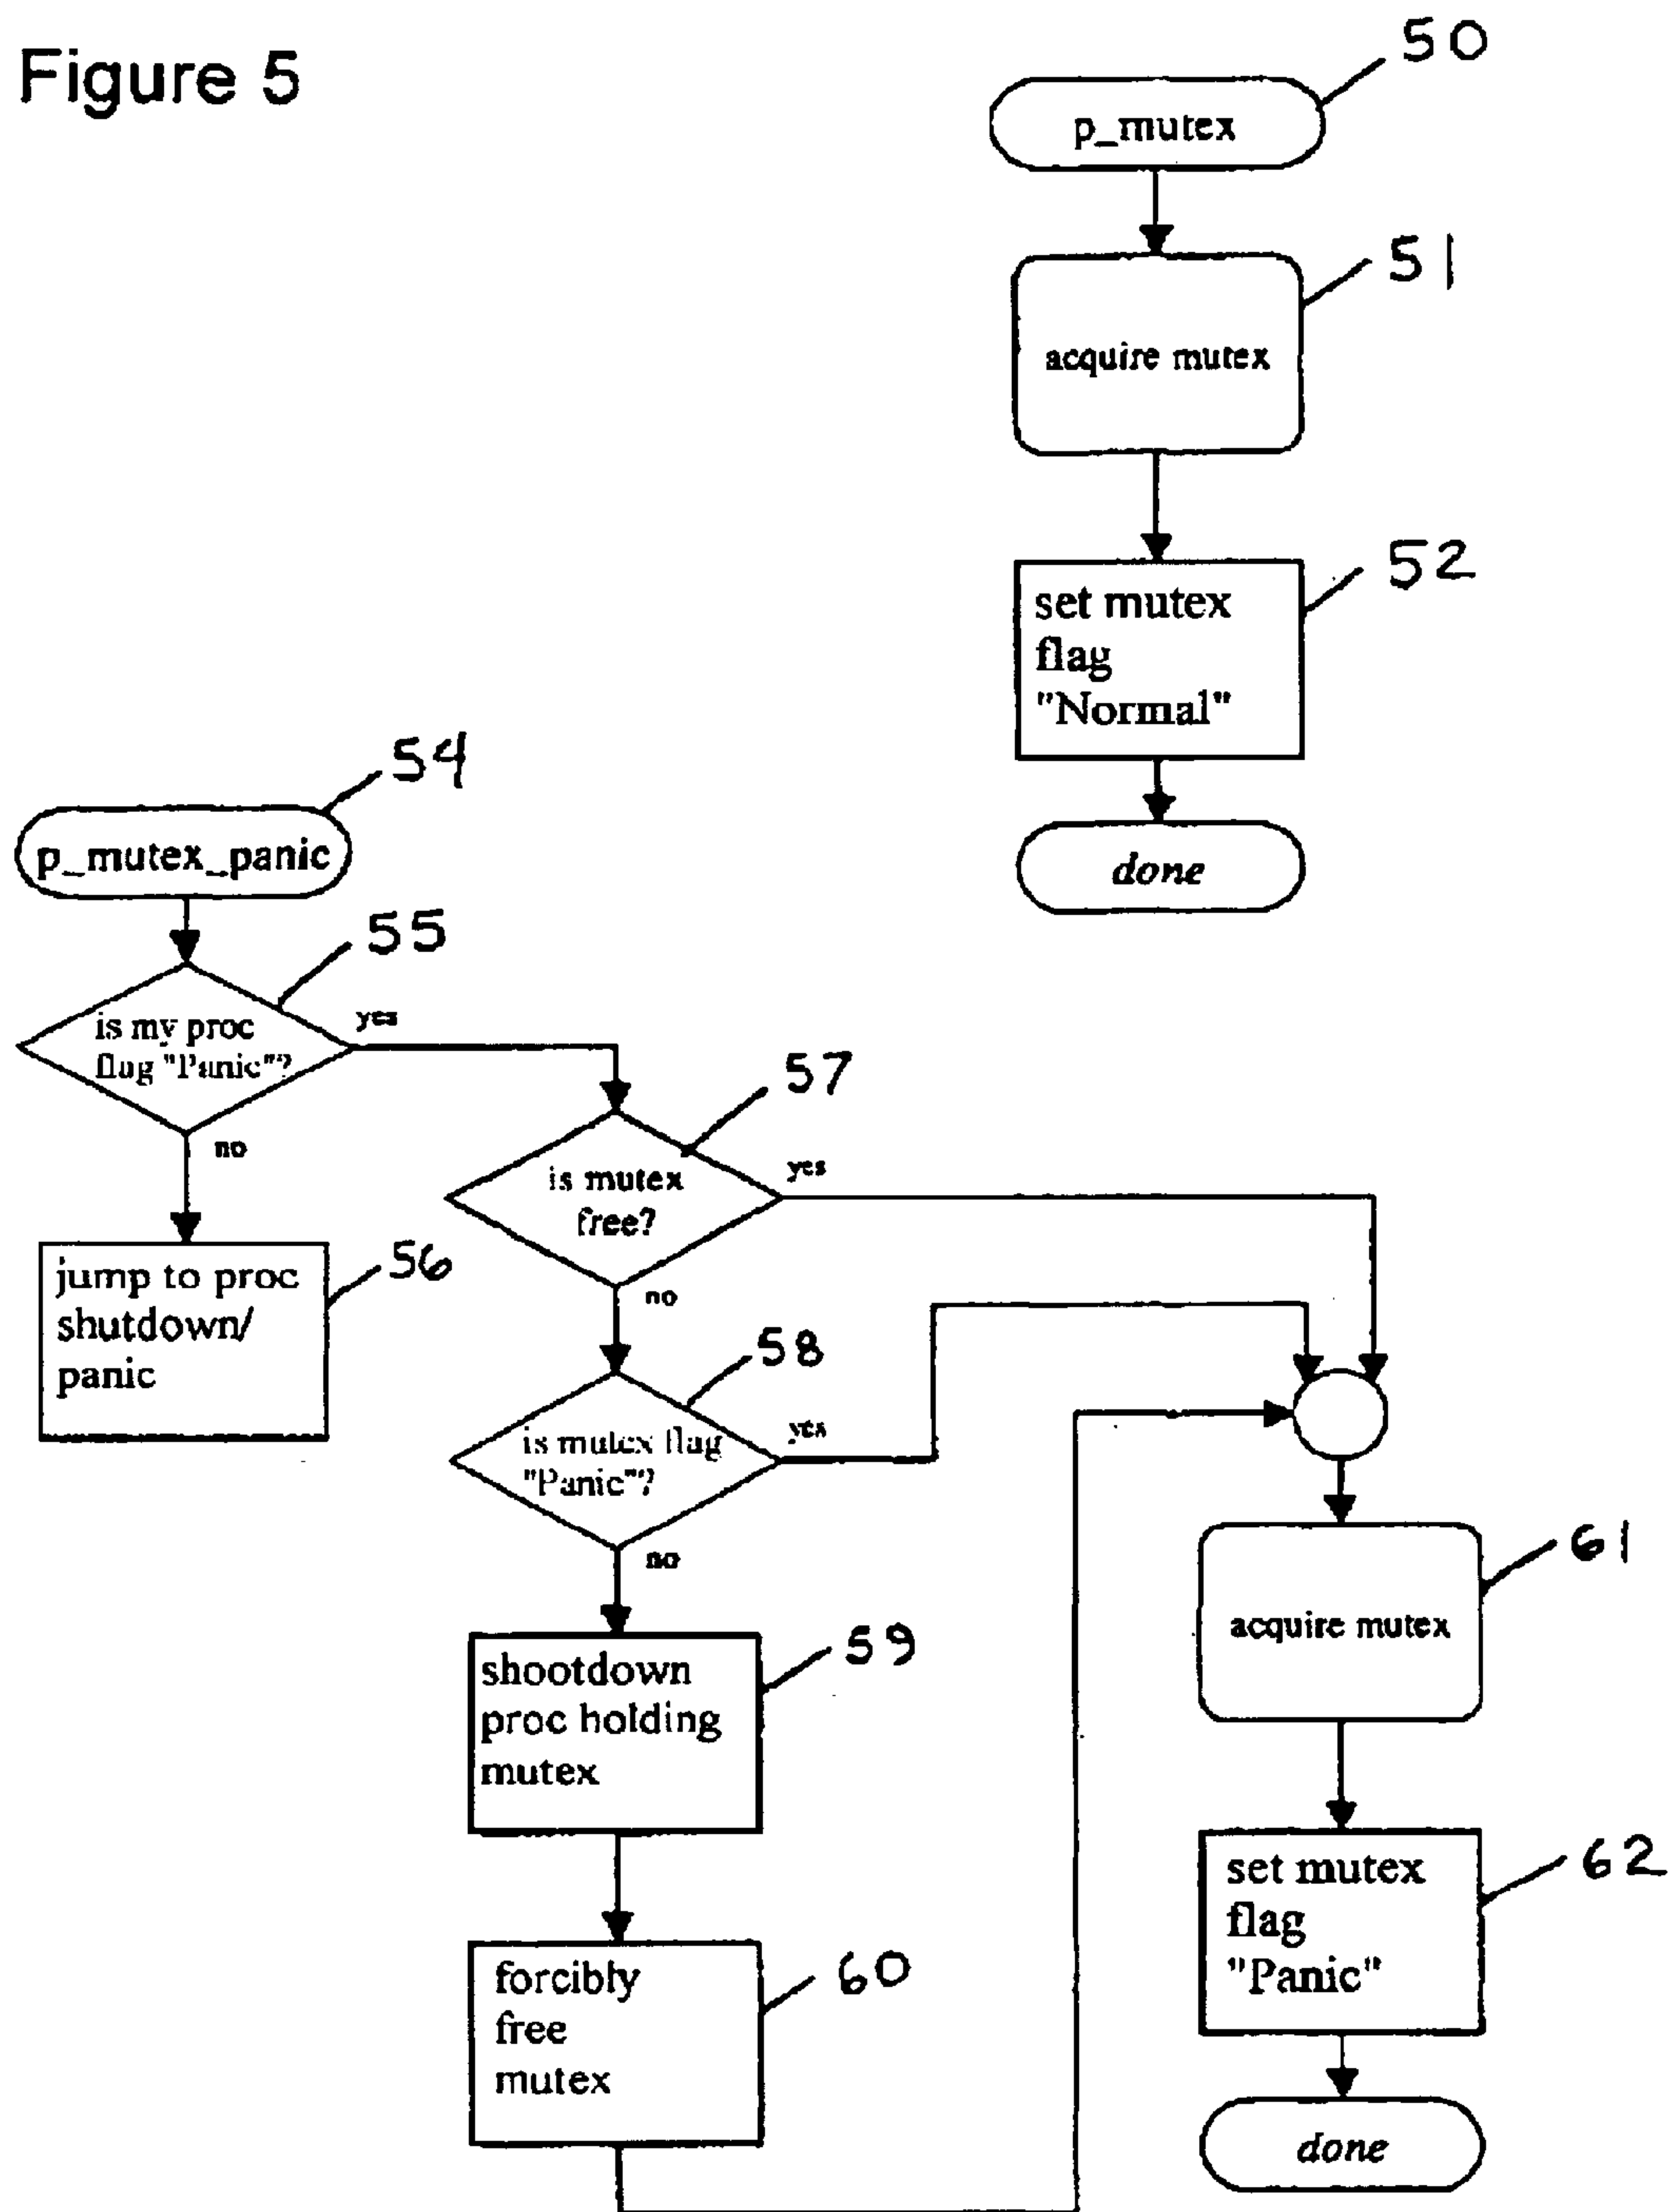 Figure 5
50
p_mutex
51
acquire mutex
52
set mutex
flag
"Normal"
done
54
p_mutex_panic
55
is my proc
flag "Panic"?
yes
no
56
jump to proc
shutdown/
panic
57
is mutex
free?
yes
no
58
is mutex flag
"Panic"?
yes
no
59
shootdown
proc holding
mutex
60
forcibly
free
mutex
61
acquire mutex
62
set mutex
flag
"Panic"
done